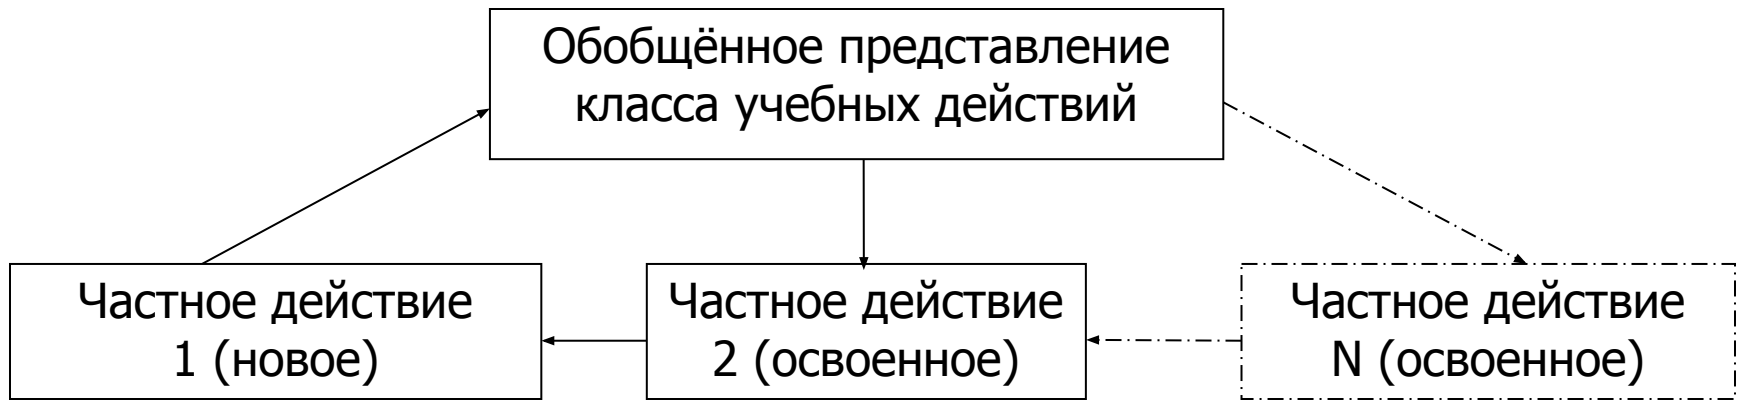 Обобщённое представление
класса учебных действий
Частное действие
1 (новое)
Частное действие
2 (освоенное)
Частное действие
N (освоенное)